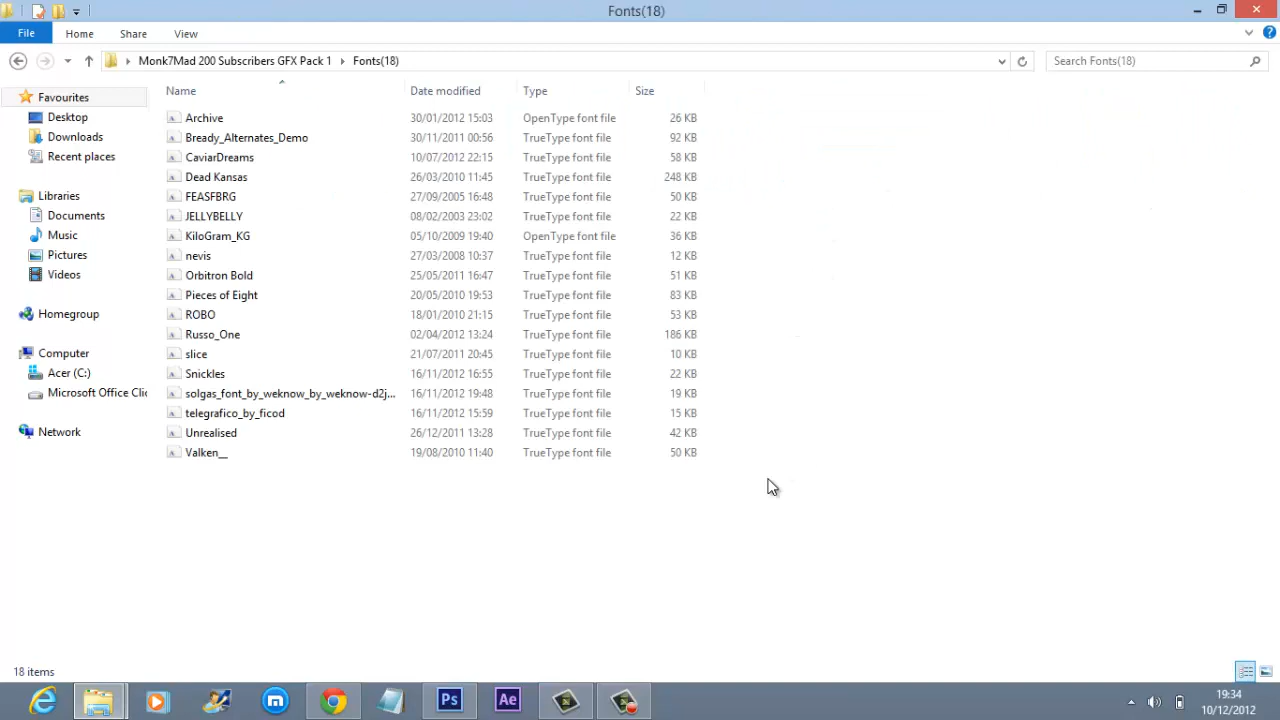 Fonts(18)
File Home Share View
Monk7Mad 200 Subscribers GFX Pack 1 Fonts(18) Search Fonts(18)
Favourites
Desktop
Downloads
Recent places
Libraries
Documents
Music
Pictures
Videos
Homegroup
Computer
Acer (C:)
Microsoft Office Clic
Network
Name Date modified Type Size
Archive 30/01/2012 15:03 OpenType font file 26 KB
Bready_Alternates_Demo 30/11/2011 00:56 TrueType font file 92 KB
CaviarDreams 10/07/2012 22:15 TrueType font file 58 KB
Dead Kansas 26/03/2010 11:45 TrueType font file 248 KB
FEASFBRG 27/09/2005 16:48 TrueType font file 50 KB
JELLYBELLY 08/02/2003 23:02 TrueType font file 22 KB
KiloGram_KG 05/10/2009 19:40 OpenType font file 36 KB
nevis 27/03/2008 10:37 TrueType font file 12 KB
Orbitron Bold 25/05/2011 16:47 TrueType font file 51 KB
Pieces of Eight 20/05/2010 19:53 TrueType font file 83 KB
ROBO 18/01/2010 21:15 TrueType font file 53 KB
Russo_One 02/04/2012 13:24 TrueType font file 186 KB
slice 21/07/2011 20:45 TrueType font file 10 KB
Snickles 16/11/2012 16:55 TrueType font file 22 KB
solgas_font_by_weknow_by_weknow-d2j... 16/11/2012 19:48 TrueType font file 19 KB
telegrafico_by_ficod 16/11/2012 15:59 TrueType font file 15 KB
Unrealised 26/12/2011 13:28 TrueType font file 42 KB
Valken__ 19/08/2010 11:40 TrueType font file 50 KB
18 items
Ps Ae
19:34
10/12/2012